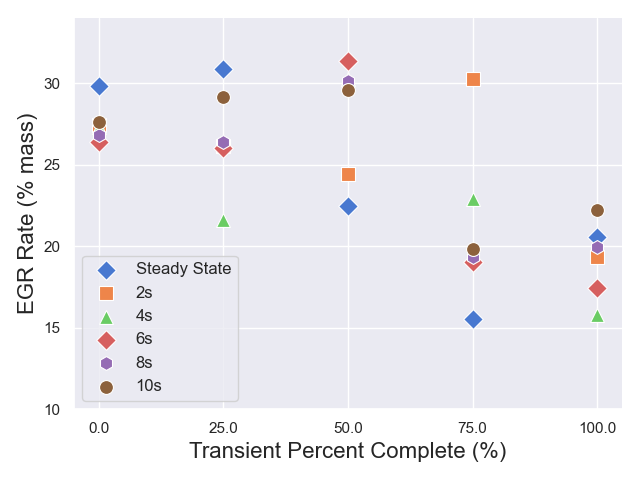 EGR Rate (% mass)
30
25
20
15
10
Steady State
2s
4s
6s
8s
10s
0.0
25.0
50.0
75.0
100.0
Transient Percent Complete (%)